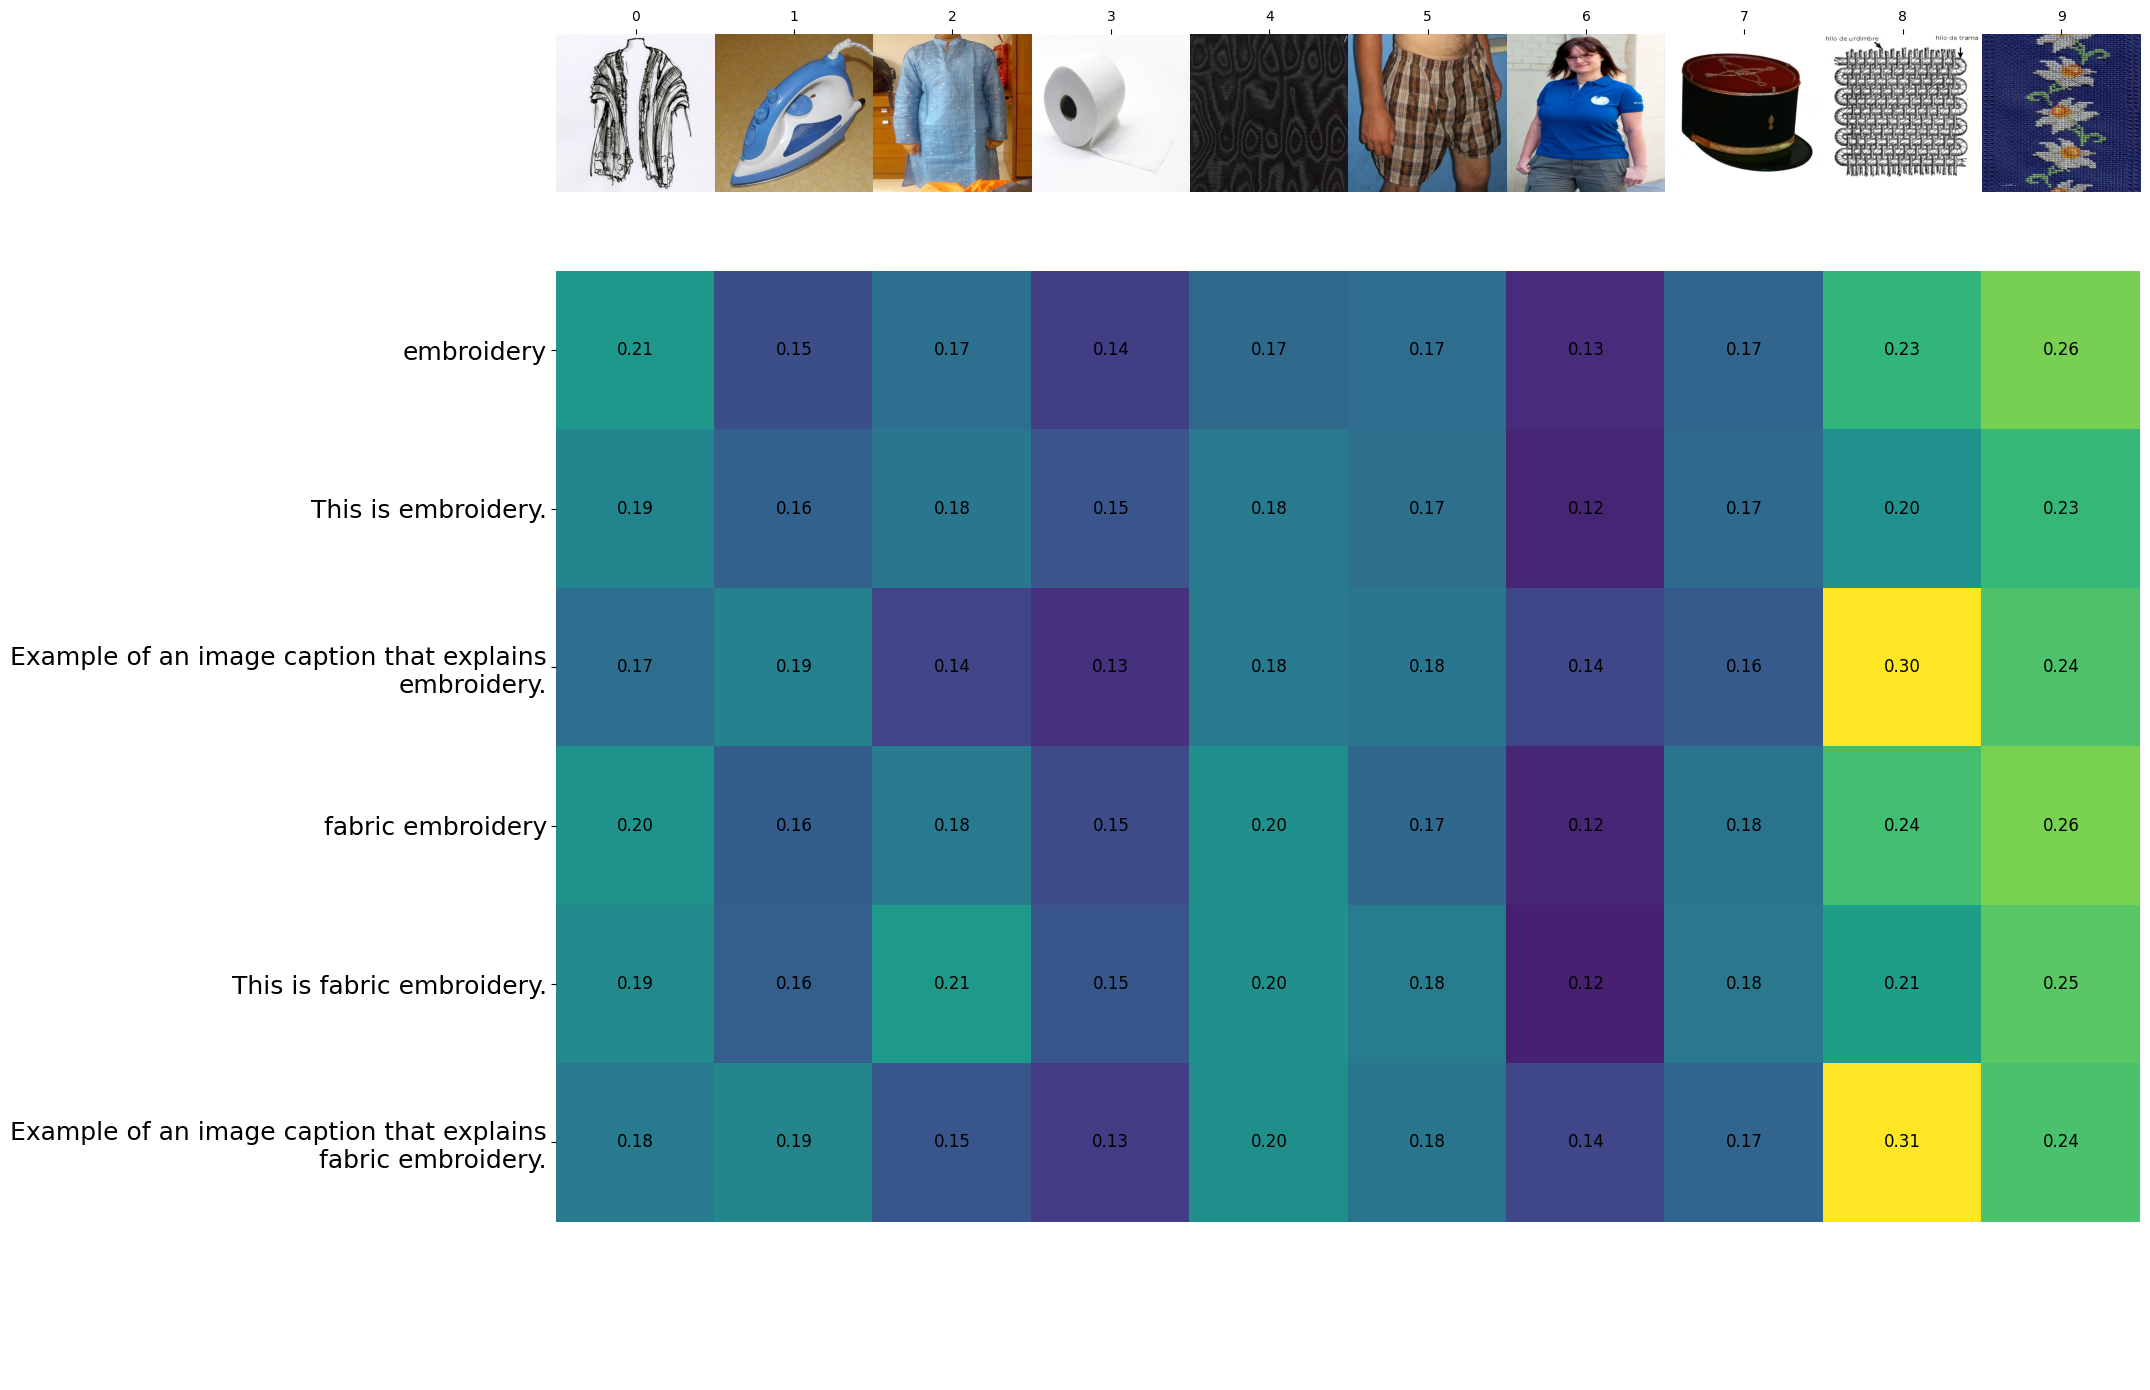 0 1 2 3 4 5 6 7 8 9
hilo de urdimbre hilo de trama
embroidery 0.21 0.15 0.17 0.14 0.17 0.17 0.13 0.17 0.23 0.26
This is embroidery. 0.19 0.16 0.18 0.15 0.18 0.17 0.12 0.17 0.20 0.23
Example of an image caption that explains
embroidery. 0.17 0.19 0.14 0.13 0.18 0.18 0.14 0.16 0.30 0.24
fabric embroidery 0.20 0.16 0.18 0.15 0.20 0.17 0.12 0.18 0.24 0.26
This is fabric embroidery. 0.19 0.16 0.21 0.15 0.20 0.18 0.12 0.18 0.21 0.25
Example of an image caption that explains
fabric embroidery. 0.18 0.19 0.15 0.13 0.20 0.18 0.14 0.17 0.31 0.24